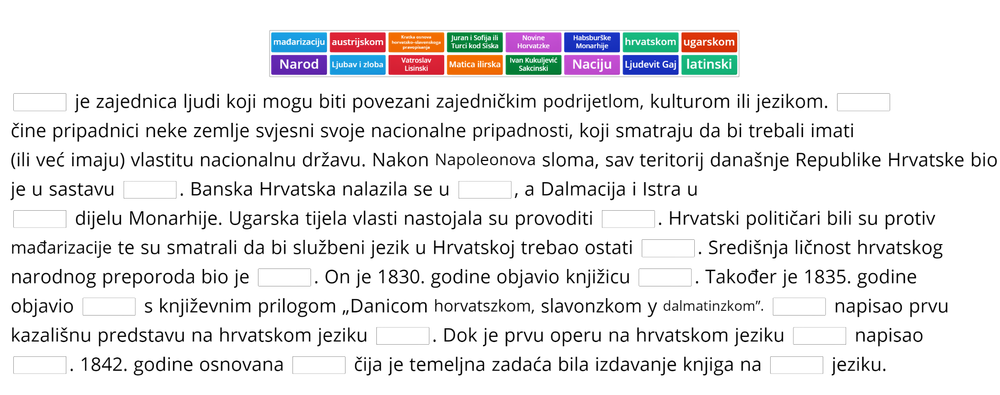 mađarizaciju austrijskom Kratka osnova horvatsko-slavenskoga pravopisanja Juran i Sofija ili Turci kod Siska Novine Horvatzke Habsburške Monarhije hrvatskom ugarskom
Narod Ljubav i zloba Vatroslav Lisinski Matica ilirska Ivan Kukuljević Sakcinski Naciju Ljudevit Gaj latinski
je zajednica ljudi koji mogu biti povezani zajedničkim podrijetlom, kulturom ili jezikom.
čine pripadnici neke zemlje svjesni svoje nacionalne pripadnosti, koji smatraju da bi trebali imati
(ili već imaju) vlastitu nacionalnu državu. Nakon Napoleonova sloma, sav teritorij današnje Republike Hrvatske bio
je u sastavu . Banska Hrvatska nalazila se u , a Dalmacija i Istra u
dijelu Monarhije. Ugarska tijela vlasti nastojala su provoditi . Hrvatski političari bili su protiv
mađarizacije te su smatrali da bi službeni jezik u Hrvatskoj trebao ostati . Središnja ličnost hrvatskog
narodnog preporoda bio je . On je 1830. godine objavio knjižicu . Također je 1835. godine
objavio s književnim prilogom „Danicom horvatszkom, slavonzkom y dalmatinzkom”. napisao prvu
kazališnu predstavu na hrvatskom jeziku . Dok je prvu operu na hrvatskom jeziku napisao
. 1842. godine osnovana čija je temeljna zadaća bila izdavanje knjiga na jeziku.